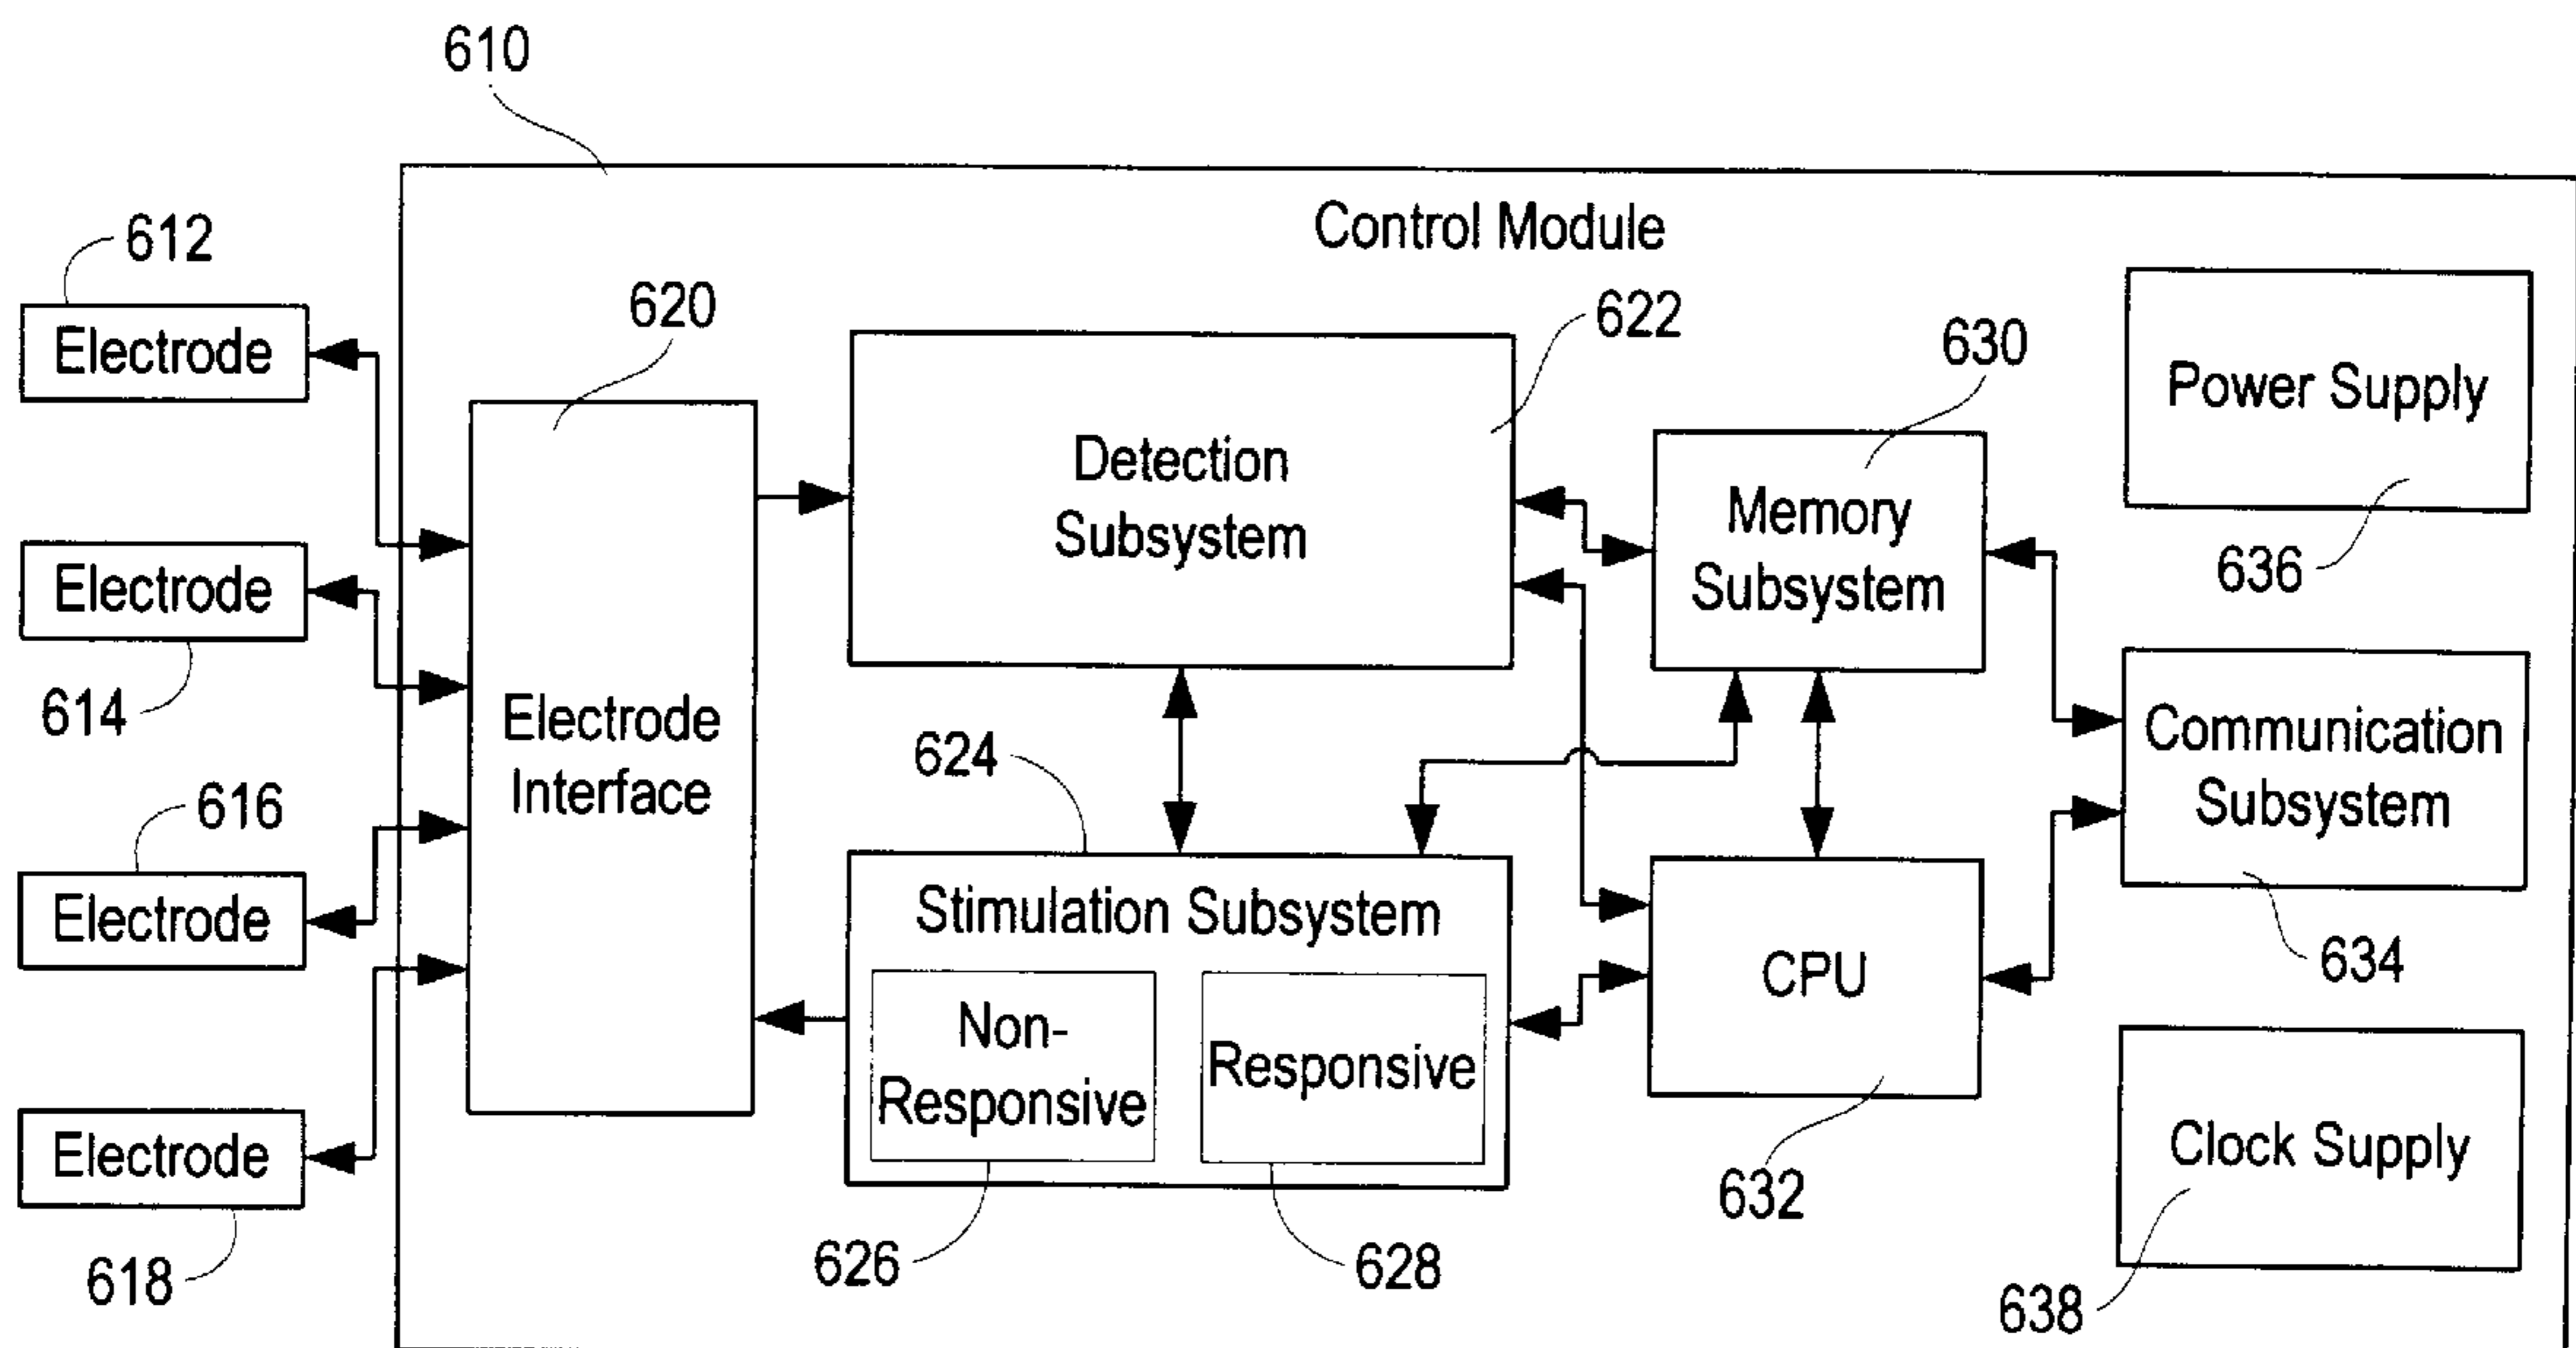 610
Control Module
612
Electrode
620
622
630
Power Supply
636
Detection
Subsystem
Memory
Subsystem
Electrode
614
Electrode
Interface
624
Communication
Subsystem
634
616
Electrode
Stimulation Subsystem
Non-
Responsive
Responsive
CPU
632
Electrode
618
626
628
Clock Supply
638